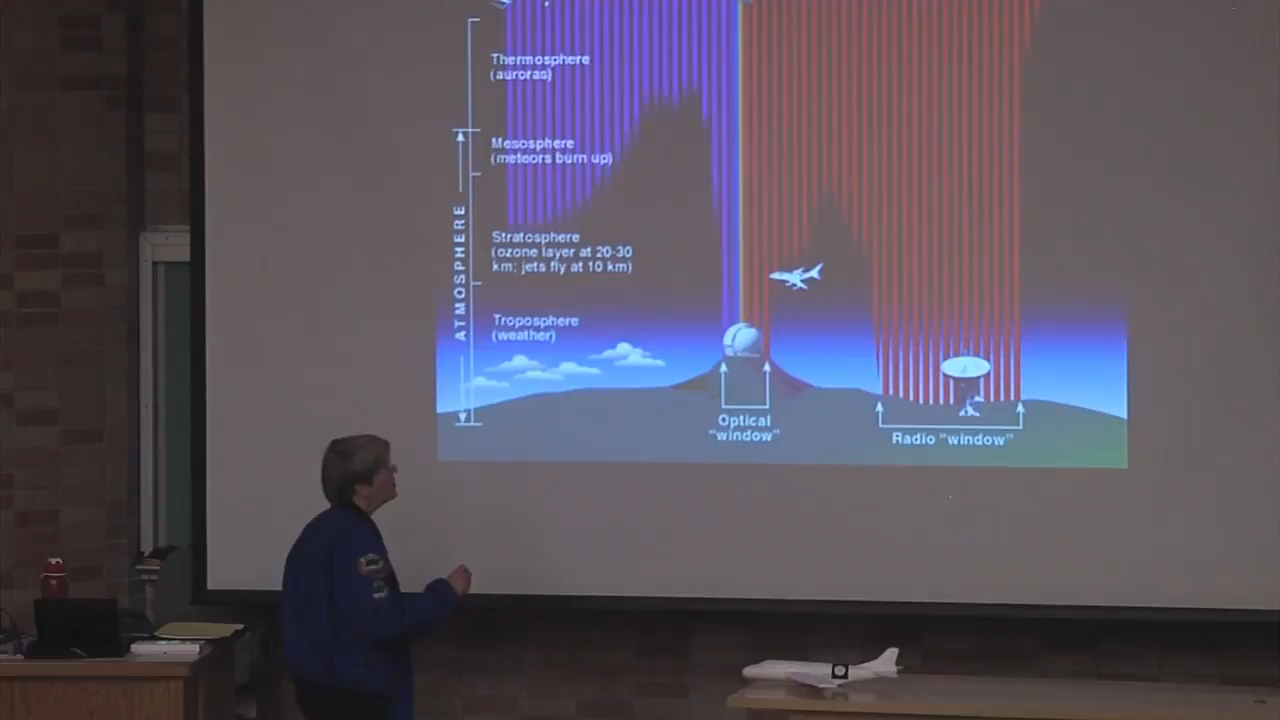 Thermosphere
(auroras)
Mesosphere
(meteors burn up)
ATMOSPHERE
Stratosphere
(ozone layer at 20-30
km; jets fly at 10 km)
Troposphere
(weather)
Optical
"window"
Radio "window"